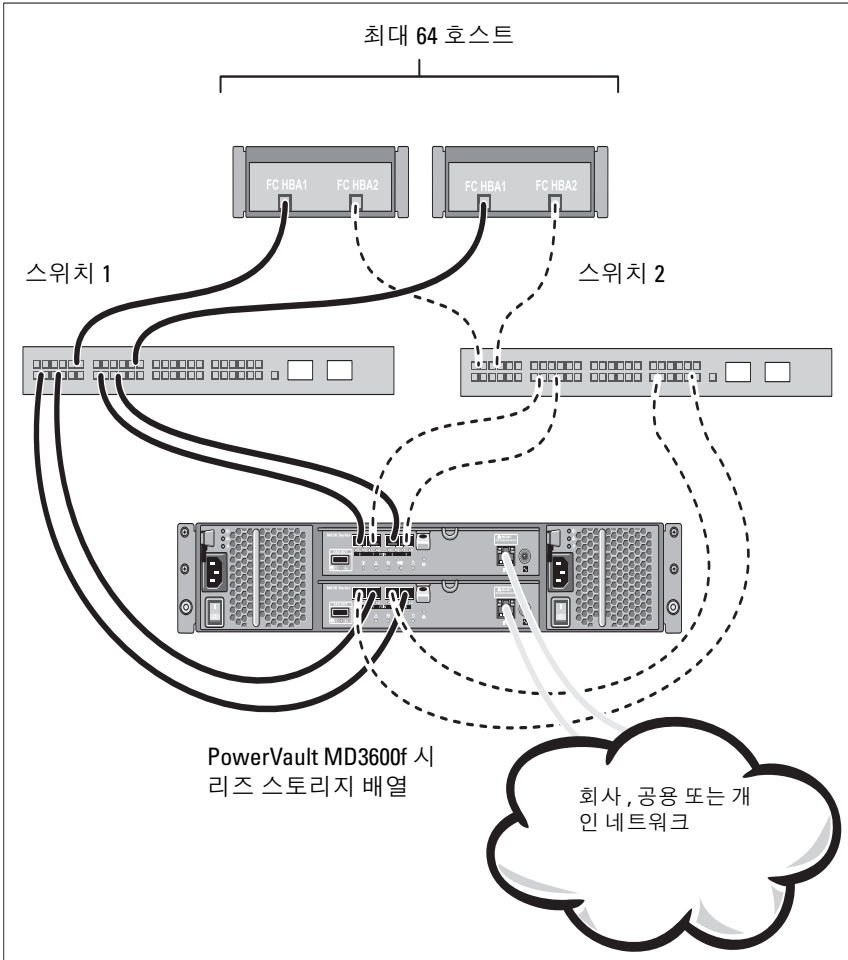 최대 64 호스트
FC HBA1 FC HBA2 FC HBA1 FC HBA2
스위치 1
스위치 2
PowerVault MD3600f 시
리즈 스토리지 배열
회사 , 공용 또는 개
인 네트워크